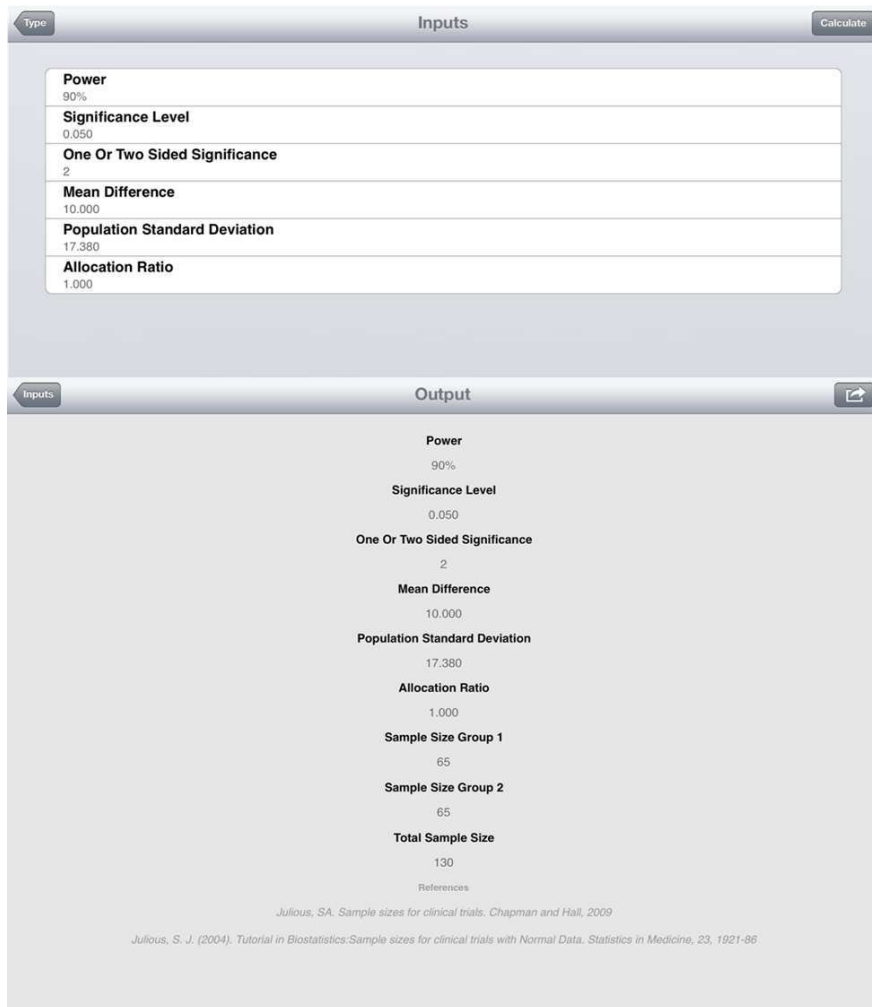 Type
Inputs
Calculate
Power
90%
Significance Level
0.050
One Or Two Sided Significance
2
Mean Difference
10.000
Population Standard Deviation
17.380
Allocation Ratio
1.000
Inputs
Output
Power
90%
Significance Level
0.050
One Or Two Sided Significance
2
Mean Difference
10.000
Population Standard Deviation
17.380
Allocation Ratio
1.000
Sample Size Group 1
65
Sample Size Group 2
65
Total Sample Size
130
References
Julious, SA. Sample sizes for clinical trials. Chapman and Hall, 2009
Julious, S. J. (2004). Tutorial in Biostatistics:Sample sizes for clinical trials with Normal Data. Statistics in Medicine, 23, 1921-86